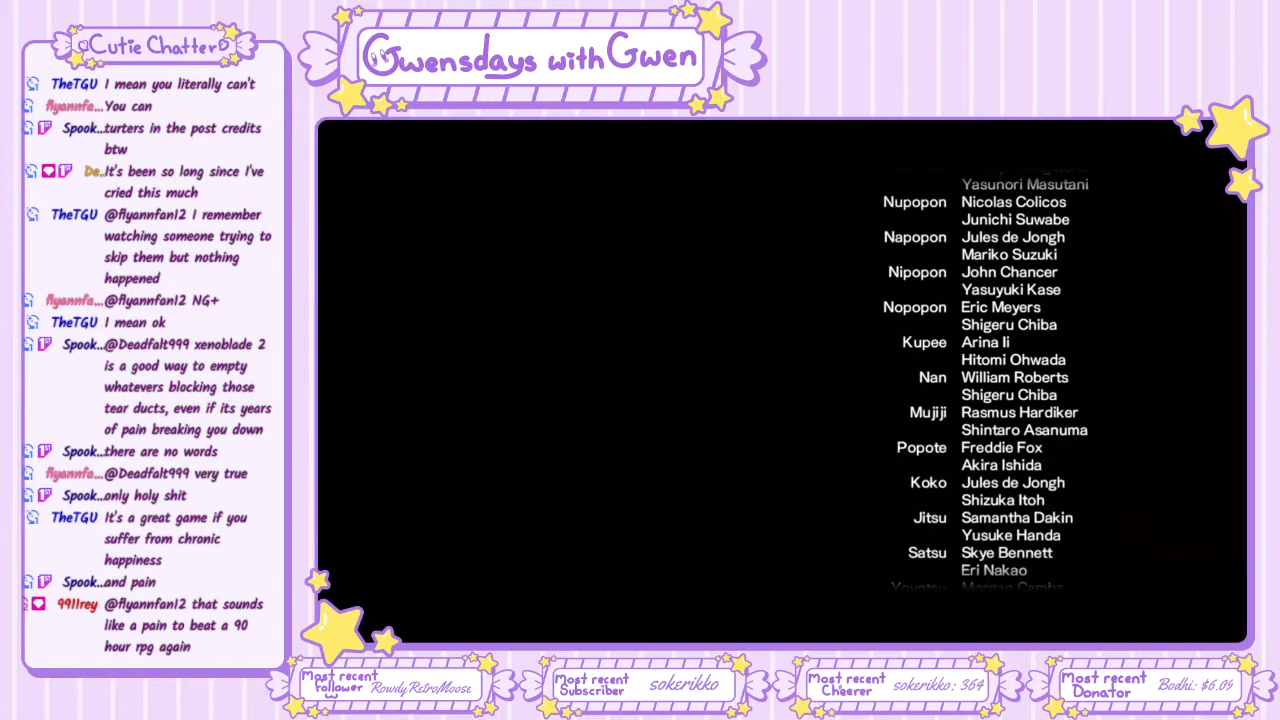 Cutie Chatter
TheTGU I mean you literally can't
flyannfa... You can
Spook... turters in the post credits
btw
De... It's been so long since I've
cried this much
TheTGU @flyannfan12 I remember
watching someone trying to
skip them but nothing
happened
flyannfa... @flyannfan12 NG+
TheTGU I mean ok
Spook... @Deadfalt999 xenoblade 2
is a good way to empty
whatevers blocking those
tear ducts, even if its years
of pain breaking you down
Spook... there are no words
flyannfa... @Deadfalt999 very true
Spook... only holy shit
TheTGU It's a great game if you
suffer from chronic
happiness
Spook... and pain
9911rey @flyannfan12 that sounds
like a pain to beat a 90
hour rpg again
Gwensdays with Gwen
Yasunori Masutani
Nupopon Nicolas Colicos
Junichi Suwabe
Napopon Jules de Jongh
Mariko Suzuki
Nipopon John Chancer
Yasuyuki Kase
Nopopon Eric Meyers
Shigeru Chiba
Kupee Arina Ii
Hitomi Ohwada
Nan William Roberts
Shigeru Chiba
Mujiji Rasmus Hardiker
Shintaro Asanuma
Popote Freddie Fox
Akira Ishida
Koko Jules de Jongh
Shizuka Itoh
Jitsu Samantha Dakin
Yusuke Handa
Satsu Skye Bennett
Eri Nakao
Most recent
follower
RowdyRetroMoose
Most recent
Subscriber
sokerikko
Most recent
Cheerer
sokerikko: 364
Most recent
Donator
Bodhi: $6.09